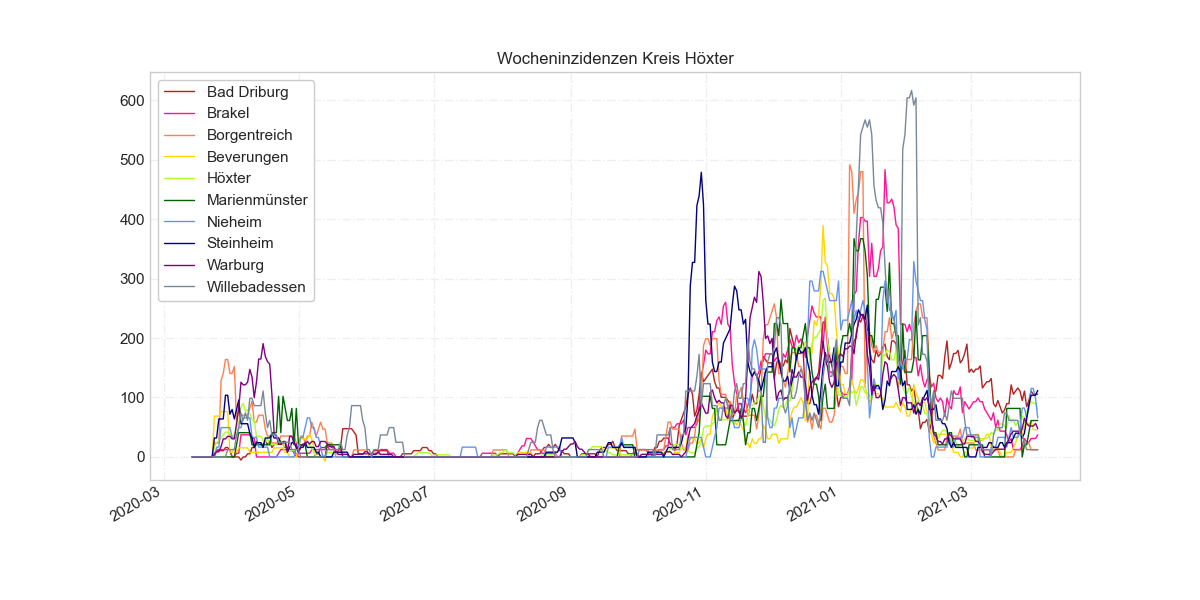 Wocheninzidenzen Kreis Höxter
600
500
400
300
200
100
0
Bad Driburg
Brakel
Borgentreich
Beverungen
Höxter
Marienmünster
Nieheim
Steinheim
Warburg
Willebadessen
2020-03
2020-05
2020-07
2020-09
2020-11
2021-01
2021-03